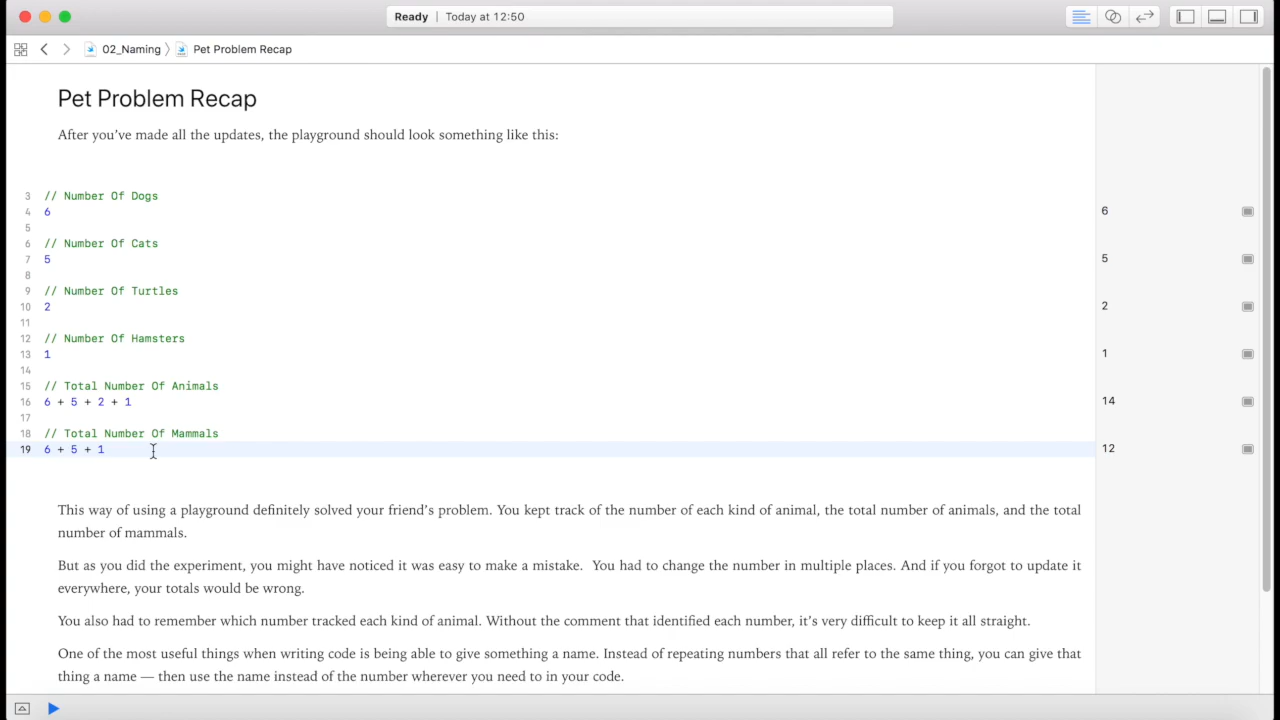 Ready | Today at 12:50
02_Naming Pet Problem Recap
Pet Problem Recap
After you’ve made all the updates, the playground should look something like this:
3 // Number Of Dogs
4 6 6
5
6 // Number Of Cats
7 5 5
8
9 // Number Of Turtles
10 2 2
11
12 // Number Of Hamsters
13 1 1
14
15 // Total Number Of Animals
16 6 + 5 + 2 + 1 14
17
18 // Total Number Of Mammals
19 6 + 5 + 1 12
This way of using a playground definitely solved your friend’s problem. You kept track of the number of each kind of animal, the total number of animals, and the total
number of mammals.
But as you did the experiment, you might have noticed it was easy to make a mistake. You had to change the number in multiple places. And if you forgot to update it
everywhere, your totals would be wrong.
You also had to remember which number tracked each kind of animal. Without the comment that identified each number, it’s very difficult to keep it all straight.
One of the most useful things when writing code is being able to give something a name. Instead of repeating numbers that all refer to the same thing, you can give that
thing a name — then use the name instead of the number wherever you need to in your code.